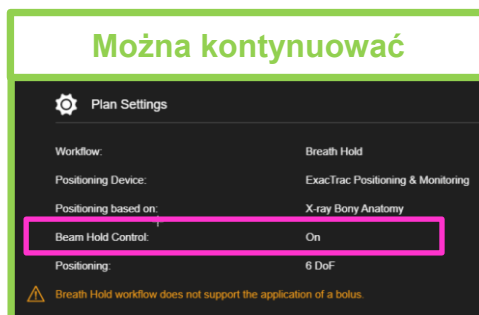 Można kontynuować
Plan Settings
Workflow: Breath Hold
Positioning Device: ExacTrac Positioning & Monitoring
Positioning based on: X-ray Bony Anatomy
Beam Hold Control: On
Positioning: 6 DoF
Breath Hold workflow does not support the application of a bolus.